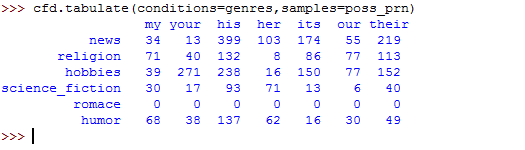 >>> cfd.tabulate(conditions=genres,samples=poss_prn)
my your his her its our their
news 34 13 399 103 174 55 219
religion 71 40 132 8 86 77 113
hobbies 39 271 238 16 150 77 152
science_fiction 30 17 93 71 13 6 40
romace 0 0 0 0 0 0 0
humor 68 38 137 62 16 30 49
>>>